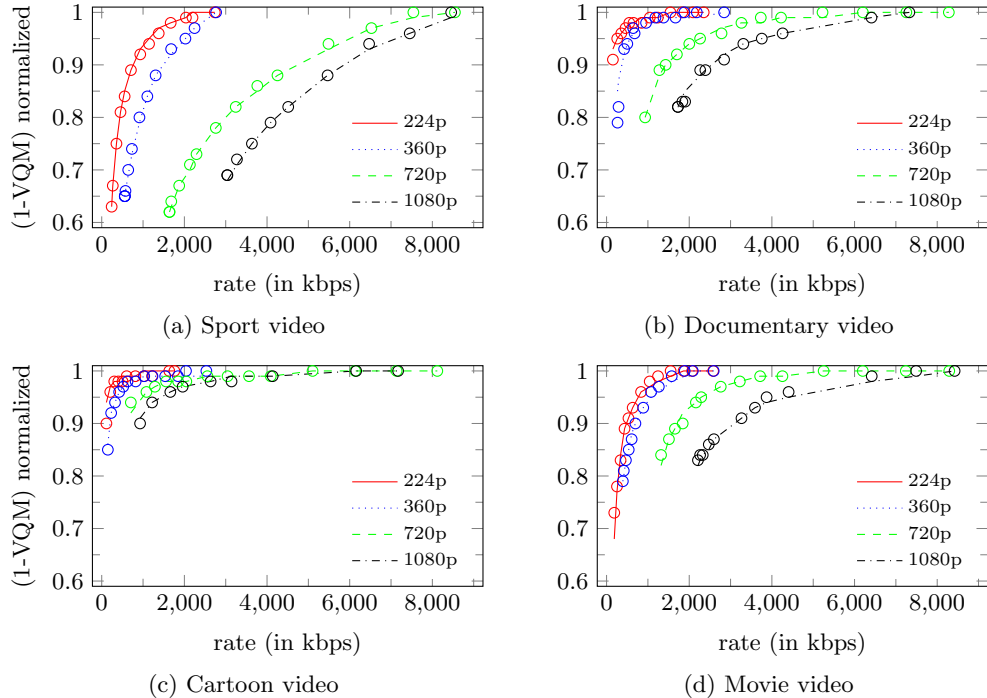 1
0.9
0.8
0.7
0.6
(1-VQM) normalized
224p
360p
720p
1080p
0 2,000 4,000 6,000 8,000
rate (in kbps)
(a) Sport video
1
0.9
0.8
0.7
0.6
224p
360p
720p
1080p
0 2,000 4,000 6,000 8,000
rate (in kbps)
(b) Documentary video
1
0.9
0.8
0.7
0.6
(1-VQM) normalized
224p
360p
720p
1080p
0 2,000 4,000 6,000 8,000
rate (in kbps)
(c) Cartoon video
1
0.9
0.8
0.7
0.6
224p
360p
720p
1080p
0 2,000 4,000 6,000 8,000
rate (in kbps)
(d) Movie video